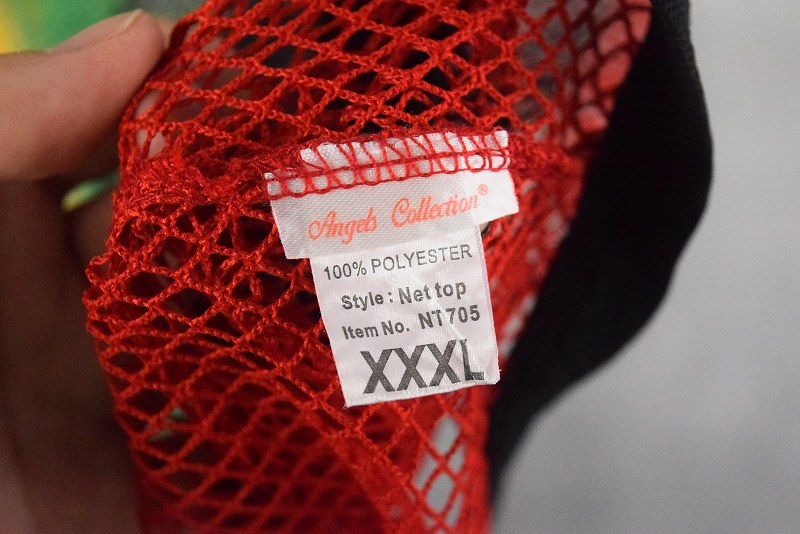 Angels Collection®
100% POLYESTER
Style : Net top
Item No. NT705
XXXL